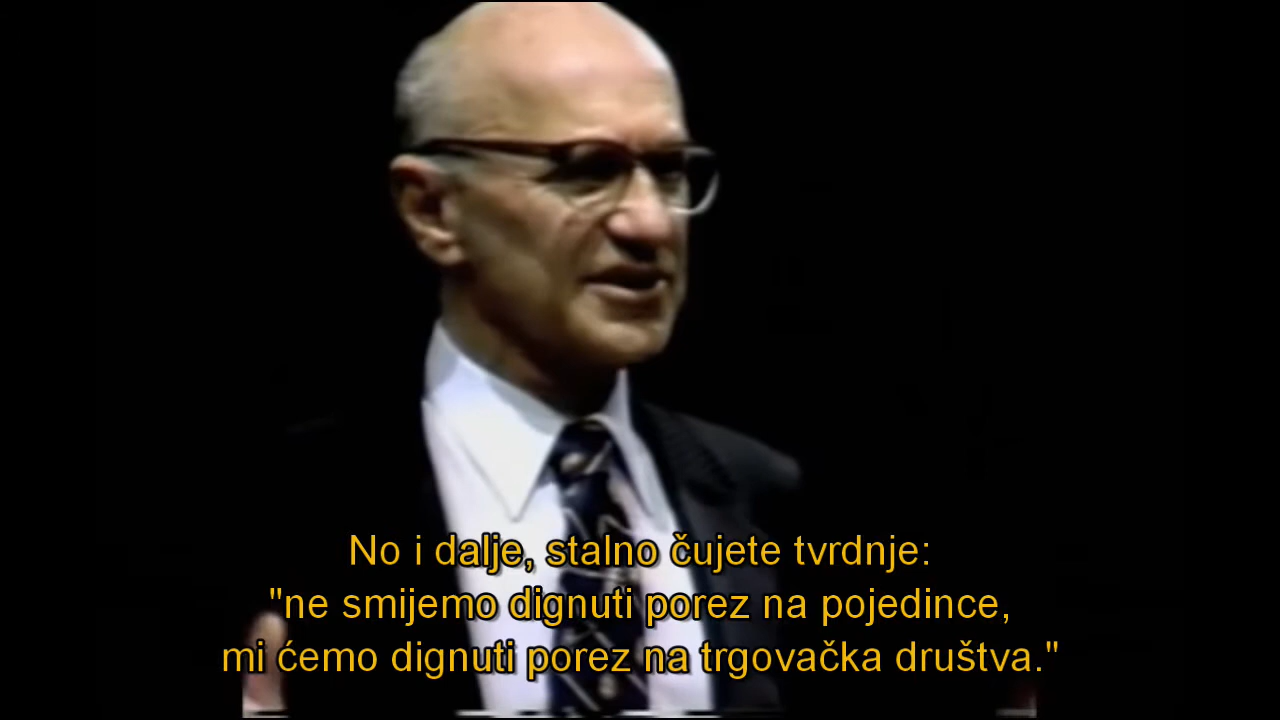 No i dalje, stalno čujete tvrdnje:
"ne smijemo dignuti porez na pojedince,
mi ćemo dignuti porez na trgovačka društva."